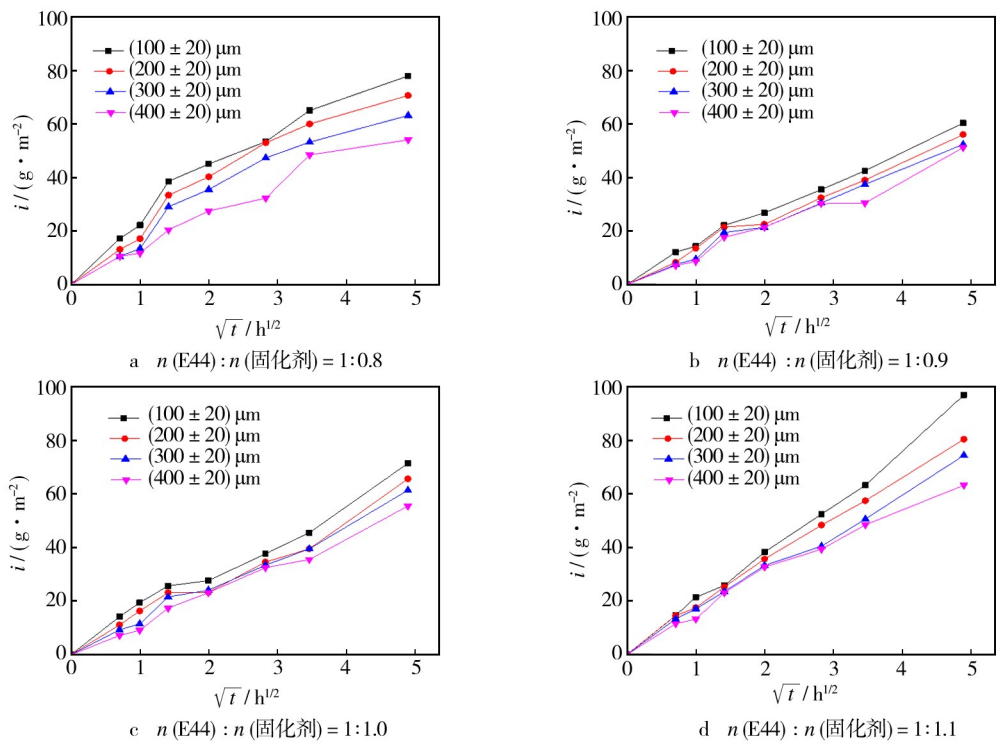 100
80
60
40
20
0
i / (g · m⁻²)
(100 ± 20) μm
(200 ± 20) μm
(300 ± 20) μm
(400 ± 20) μm
0 1 2 3 4 5
√t / h^1/2
a n (E44) : n (固化剂) = 1∶0.8
100
80
60
40
20
0
i / (g · m⁻²)
(100 ± 20) μm
(200 ± 20) μm
(300 ± 20) μm
(400 ± 20) μm
0 1 2 3 4 5
√t / h^1/2
b n (E44) : n (固化剂) = 1∶0.9
100
80
60
40
20
0
i / (g · m⁻²)
(100 ± 20) μm
(200 ± 20) μm
(300 ± 20) μm
(400 ± 20) μm
0 1 2 3 4 5
√t / h^1/2
c n (E44) : n (固化剂) = 1∶1.0
100
80
60
40
20
0
i / (g · m⁻²)
(100 ± 20) μm
(200 ± 20) μm
(300 ± 20) μm
(400 ± 20) μm
0 1 2 3 4 5
√t / h^1/2
d n (E44) : n (固化剂) = 1∶1.1